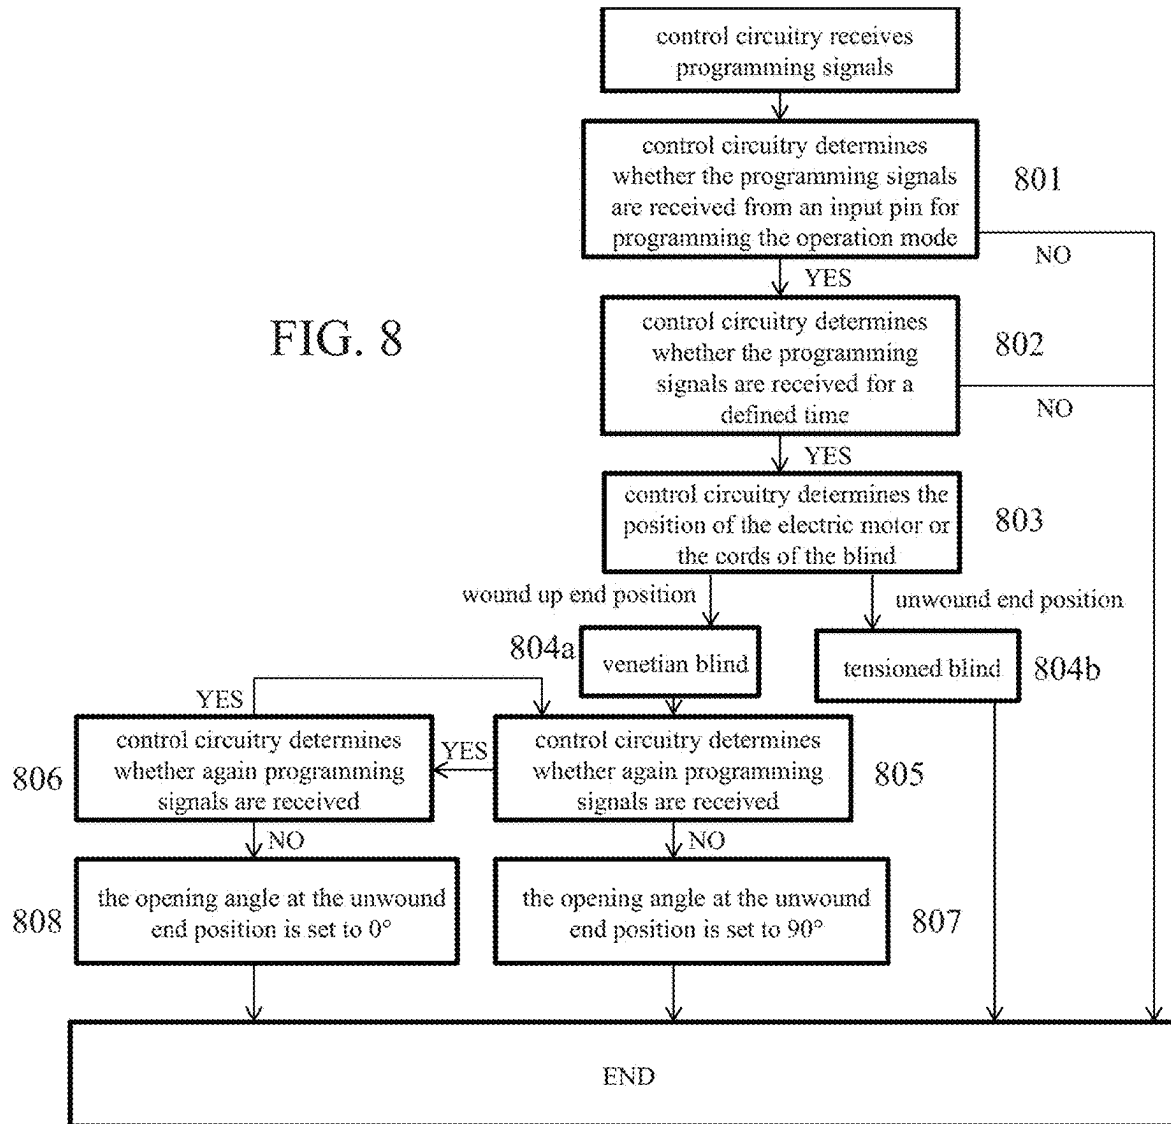 control circuitry receives
programming signals
control circuitry determines
whether the programming signals
are received from an input pin for
programming the operation mode
801
NO
YES
FIG. 8
control circuitry determines
whether the programming
signals are received for a
defined time
802
NO
YES
control circuitry determines the
position of the electric motor or
the cords of the blind
803
wound up end position
unwound end position
804a
venetian blind
tensioned blind
804b
YES
control circuitry determines
whether again programming
signals are received
806
YES
control circuitry determines
whether again programming
signals are received
805
NO
NO
the opening angle at the unwound
end position is set to 0°
808
the opening angle at the unwound
end position is set to 90°
807
END